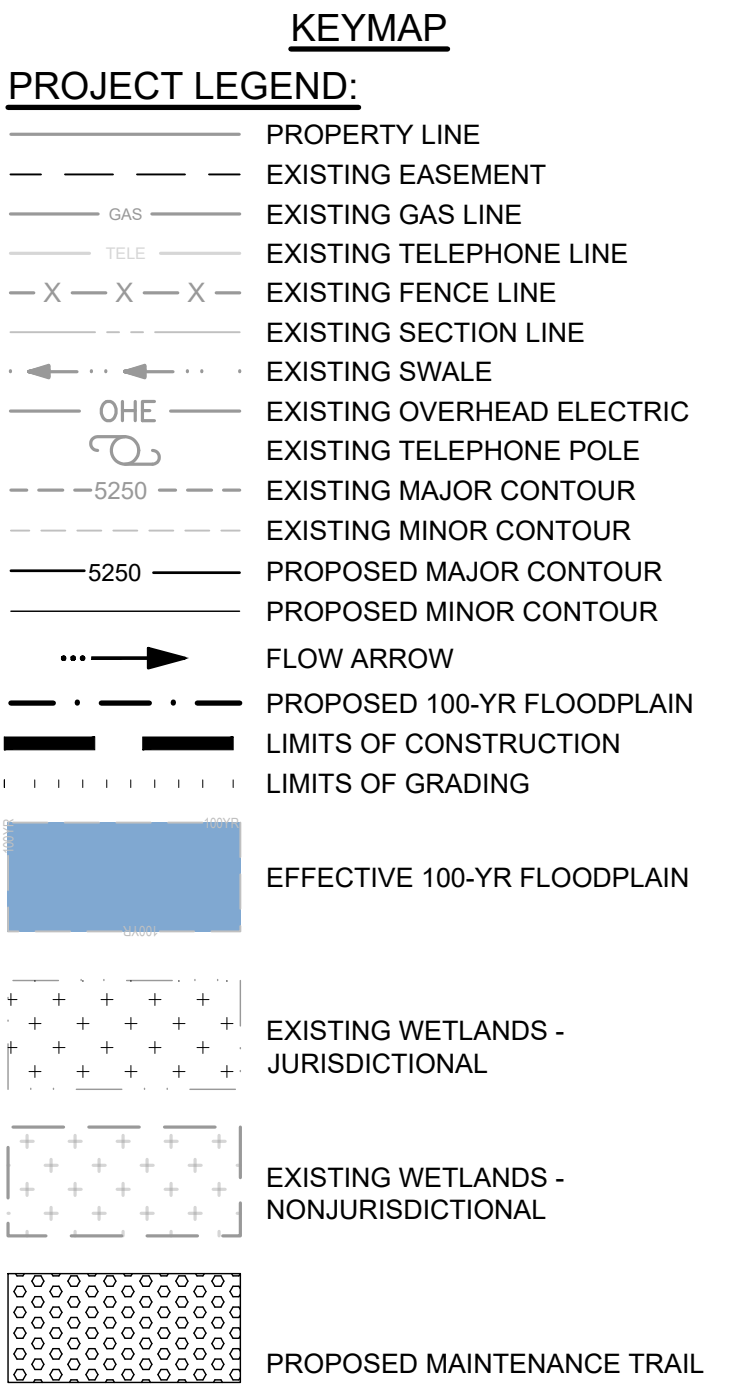 KEYMAP
PROJECT LEGEND:
PROPERTY LINE
EXISTING EASEMENT
GAS EXISTING GAS LINE
TELE EXISTING TELEPHONE LINE
X X X EXISTING FENCE LINE
EXISTING SECTION LINE
EXISTING SWALE
OHE EXISTING OVERHEAD ELECTRIC
EXISTING TELEPHONE POLE
5250 EXISTING MAJOR CONTOUR
EXISTING MINOR CONTOUR
5250 PROPOSED MAJOR CONTOUR
PROPOSED MINOR CONTOUR
FLOW ARROW
PROPOSED 100-YR FLOODPLAIN
LIMITS OF CONSTRUCTION
LIMITS OF GRADING
100YR 100YR
EFFECTIVE 100-YR FLOODPLAIN
100YR
EXISTING WETLANDS -
JURISDICTIONAL
EXISTING WETLANDS -
NONJURISDICTIONAL
PROPOSED MAINTENANCE TRAIL